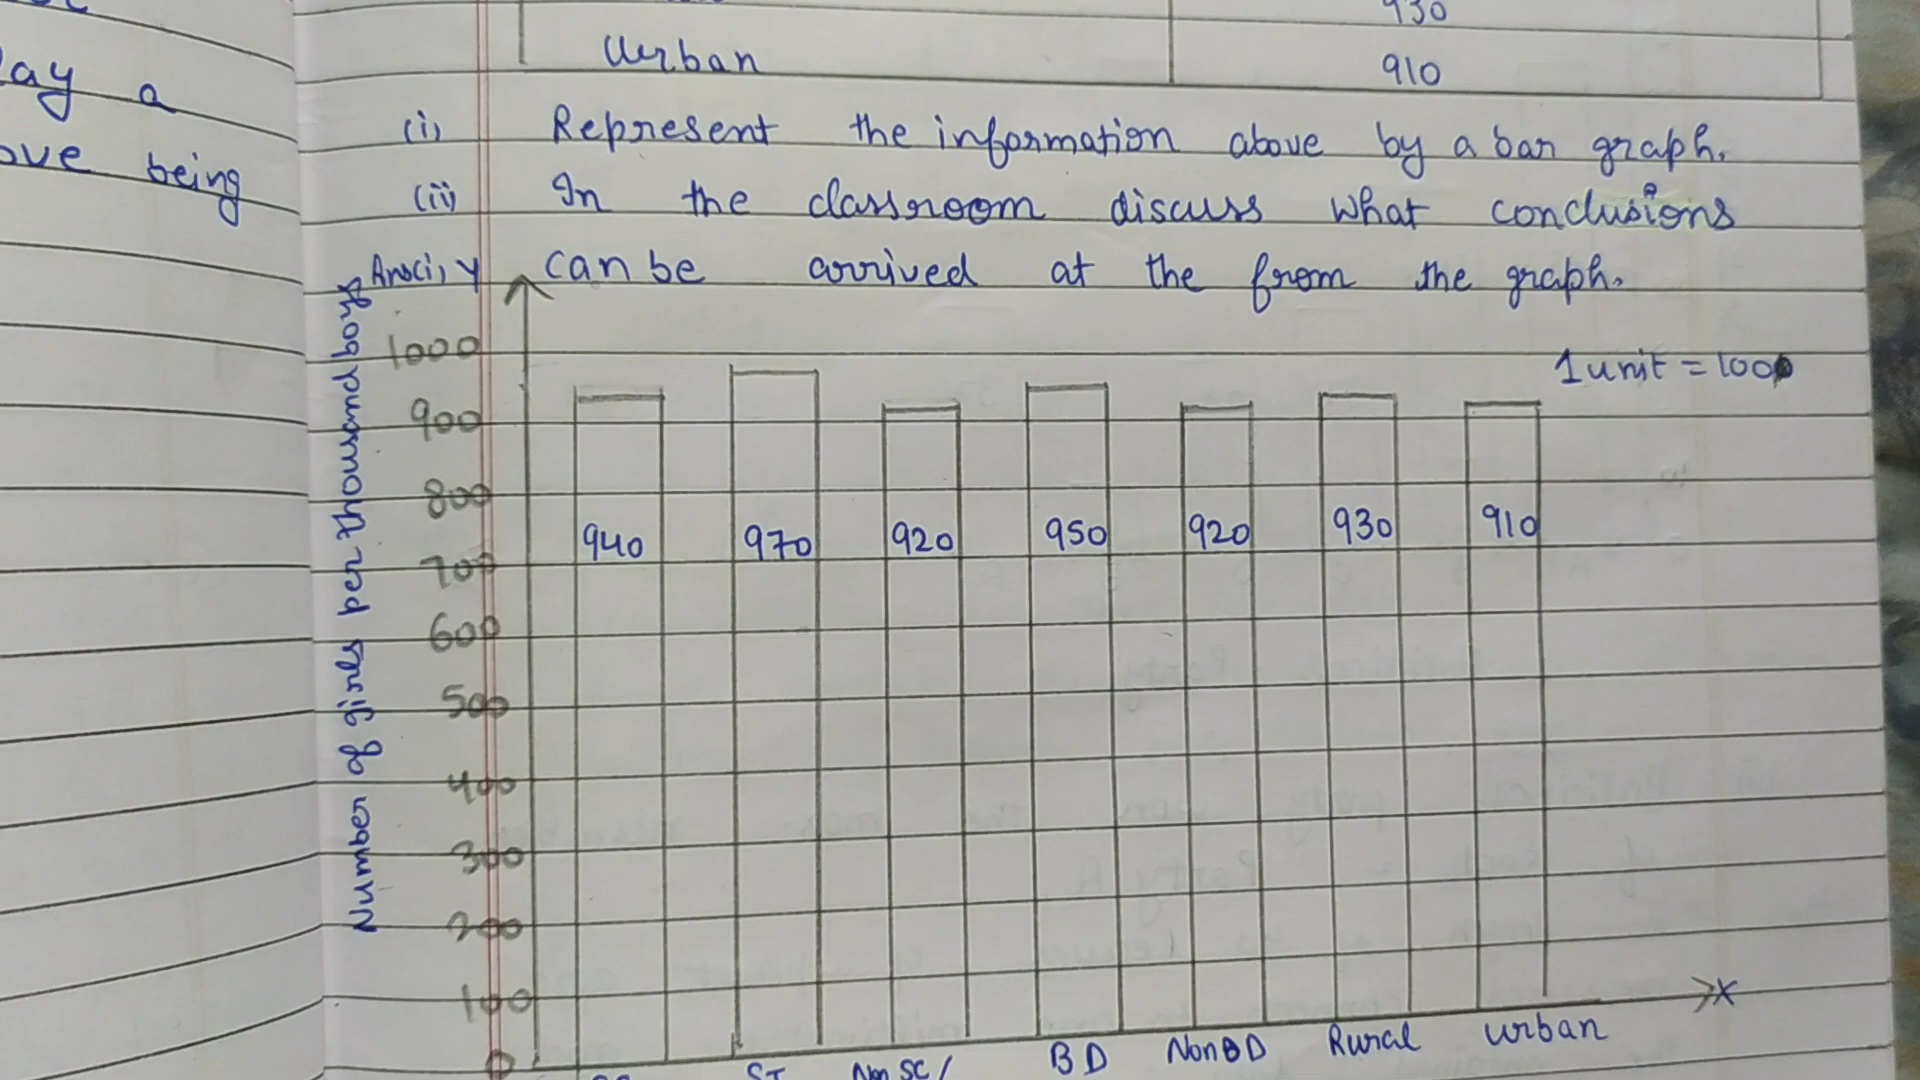 ay a
ove being
930
Urban 910
(i) Represent the information above by a bar graph.
(ii) In the classroom discuss what conclusions
Ans(i) Y can be arrived at the from the graph.
Number of girls per thousand boys
1 unit = 100
1000
900
800
700
600
500
400
300
200
100
0
940 970 920 950 920 930 910
X
ST Non SC/ BD Non BD Rural urban